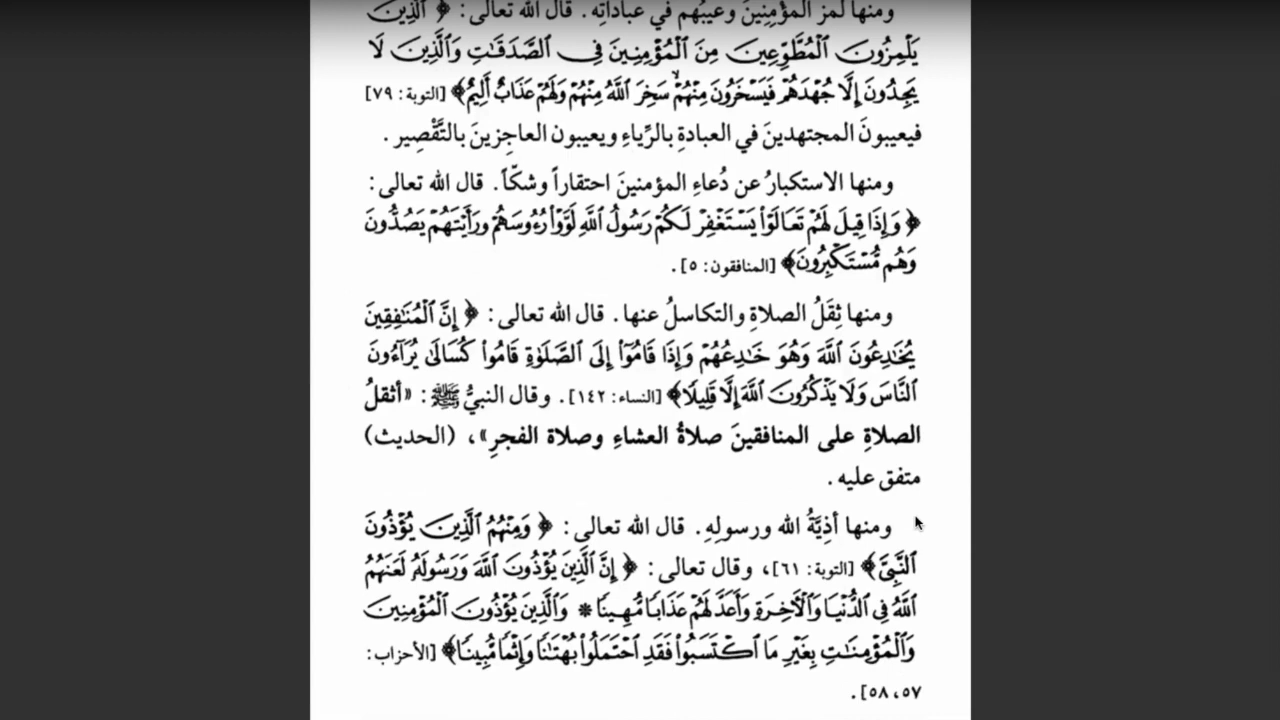 ومنها لمز المؤمنين وعيبُهم في عباداتِه. قال الله تعالى: ﴿ ٱلَّذِينَ
يَلْمِزُونَ ٱلْمُطَّوِّعِينَ مِنَ ٱلْمُؤْمِنِينَ فِى ٱلصَّدَقَٰتِ وَٱلَّذِينَ لَا
يَجِدُونَ إِلَّا جُهْدَهُمْ فَيَسْخَرُونَ مِنْهُمْ ۙ سَخِرَ ٱللَّهُ مِنْهُمْ وَلَهُمْ عَذَابٌ أَلِيمٌ﴾ [التوبة: ٧٩]
فيعيبونَ المجتهدينَ في العبادةِ بالرِّياءِ ويعيبون العاجِزينَ بالتَّقْصِير .
ومنها الاستكبارُ عن دُعاءِ المؤمنينَ احتقاراً وشكّاً. قال الله تعالى:
﴿ وَإِذَا قِيلَ لَهُمْ تَعَالَوْا۟ يَسْتَغْفِرْ لَكُمْ رَسُولُ ٱللَّهِ لَوَّوْا۟ رُءُوسَهُمْ وَرَأَيْتَهُمْ يَصُدُّونَ
وَهُم مُّسْتَكْبِرُونَ﴾ [المنافقون: ٥].
ومنها ثِقَلُ الصلاةِ والتكاسلُ عنها. قال الله تعالى: ﴿ إِنَّ ٱلْمُنَٰفِقِينَ
يُخَٰدِعُونَ ٱللَّهَ وَهُوَ خَٰدِعُهُمْ وَإِذَا قَامُوٓا۟ إِلَى ٱلصَّلَوٰةِ قَامُوا۟ كُسَالَىٰ يُرَآءُونَ
ٱلنَّاسَ وَلَا يَذْكُرُونَ ٱللَّهَ إِلَّا قَلِيلًا﴾ [النساء: ١٤٢]. وقال النبيُّ ﷺ: «أثقلُ
الصلاةِ على المنافقينَ صلاةُ العشاءِ وصلاة الفجرِ»، (الحديث)
متفق عليه .
ومنها أذِيَّةُ الله ورسولِهِ. قال الله تعالى: ﴿ وَمِنْهُمُ ٱلَّذِينَ يُؤْذُونَ
ٱلنَّبِىَّ﴾ [التوبة: ٦١]، وقال تعالى: ﴿ إِنَّ ٱلَّذِينَ يُؤْذُونَ ٱللَّهَ وَرَسُولَهُۥ لَعَنَهُمُ
ٱللَّهُ فِى ٱلدُّنْيَا وَٱلْءَاخِرَةِ وَأَعَدَّ لَهُمْ عَذَابًا مُّهِينًا * وَٱلَّذِينَ يُؤْذُونَ ٱلْمُؤْمِنِينَ
وَٱلْمُؤْمِنَٰتِ بِغَيْرِ مَا ٱكْتَسَبُوا۟ فَقَدِ ٱحْتَمَلُوا۟ بُهْتَٰنًا وَإِثْمًا مُّبِينًا﴾ [الأحزاب:
٥٧، ٥٨].